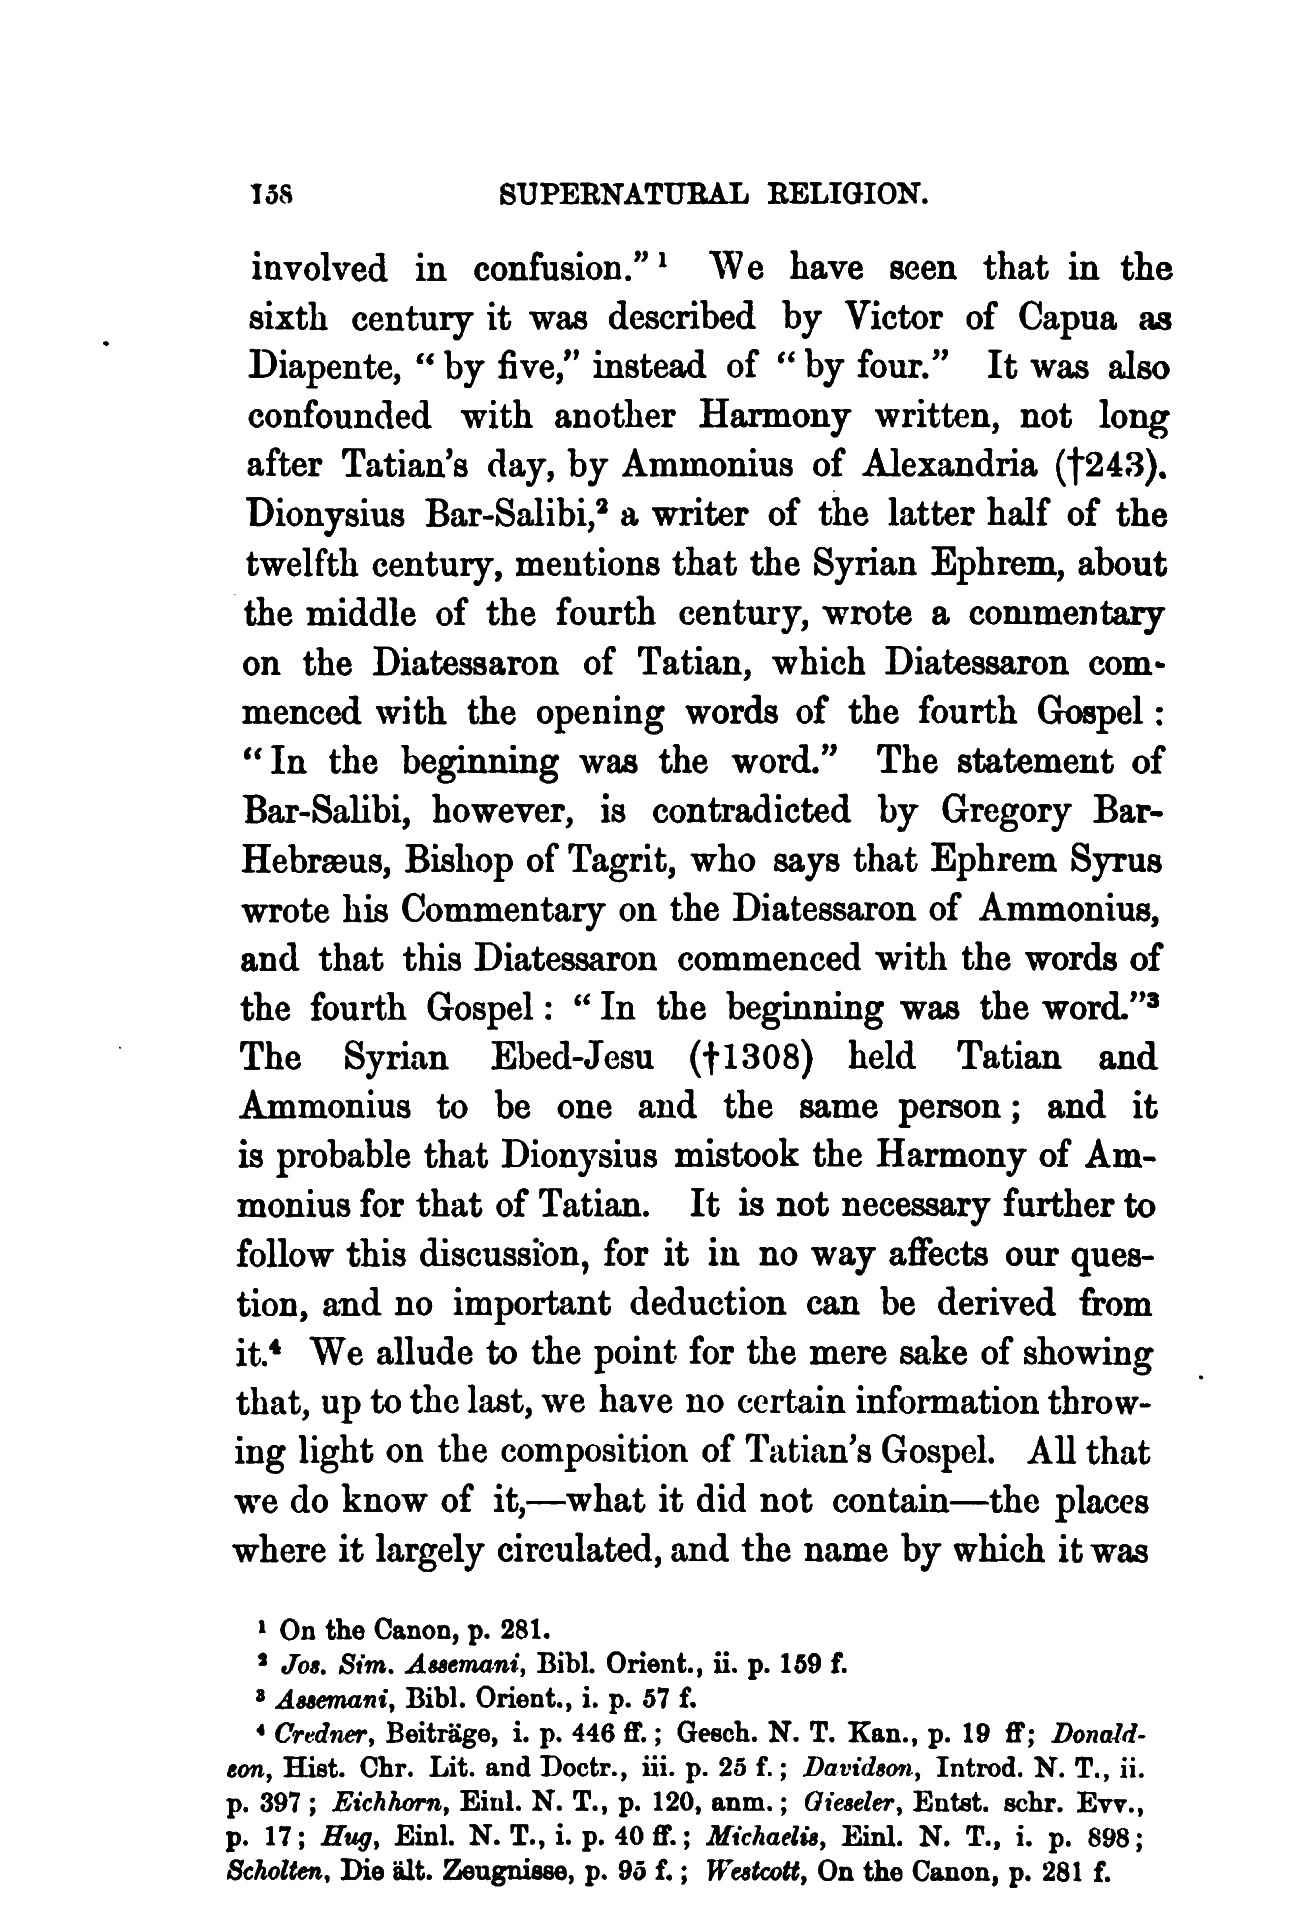 158 SUPERNATURAL RELIGION.
involved in confusion.” ¹ We have seen that in the
sixth century it was described by Victor of Capua as
Diapente, “by five,” instead of “by four.” It was also
confounded with another Harmony written, not long
after Tatian’s day, by Ammonius of Alexandria (†243).
Dionysius Bar-Salibi,² a writer of the latter half of the
twelfth century, mentions that the Syrian Ephrem, about
the middle of the fourth century, wrote a commentary
on the Diatessaron of Tatian, which Diatessaron com-
menced with the opening words of the fourth Gospel :
“In the beginning was the word.” The statement of
Bar-Salibi, however, is contradicted by Gregory Bar-
Hebræus, Bishop of Tagrit, who says that Ephrem Syrus
wrote his Commentary on the Diatessaron of Ammonius,
and that this Diatessaron commenced with the words of
the fourth Gospel : “In the beginning was the word.”³
The Syrian Ebed-Jesu (†1308) held Tatian and
Ammonius to be one and the same person ; and it
is probable that Dionysius mistook the Harmony of Am-
monius for that of Tatian. It is not necessary further to
follow this discussion, for it in no way affects our ques-
tion, and no important deduction can be derived from
it.⁴ We allude to the point for the mere sake of showing
that, up to the last, we have no certain information throw-
ing light on the composition of Tatian’s Gospel. All that
we do know of it,—what it did not contain—the places
where it largely circulated, and the name by which it was
¹ On the Canon, p. 281.
² Jos. Sim. Assemani, Bibl. Orient., ii. p. 159 f.
³ Assemani, Bibl. Orient., i. p. 57 f.
⁴ Credner, Beiträge, i. p. 446 ff. ; Gesch. N. T. Kan., p. 19 ff; Donald-
son, Hist. Chr. Lit. and Doctr., iii. p. 25 f. ; Davidson, Introd. N. T., ii.
p. 397 ; Eichhorn, Einl. N. T., p. 120, anm. ; Gieseler, Entst. schr. Evv.,
p. 17 ; Hug, Einl. N. T., i. p. 40 ff. ; Michaelis, Einl. N. T., i. p. 898 ;
Scholten, Die ält. Zeugnisse, p. 95 f. ; Westcott, On the Canon, p. 281 f.